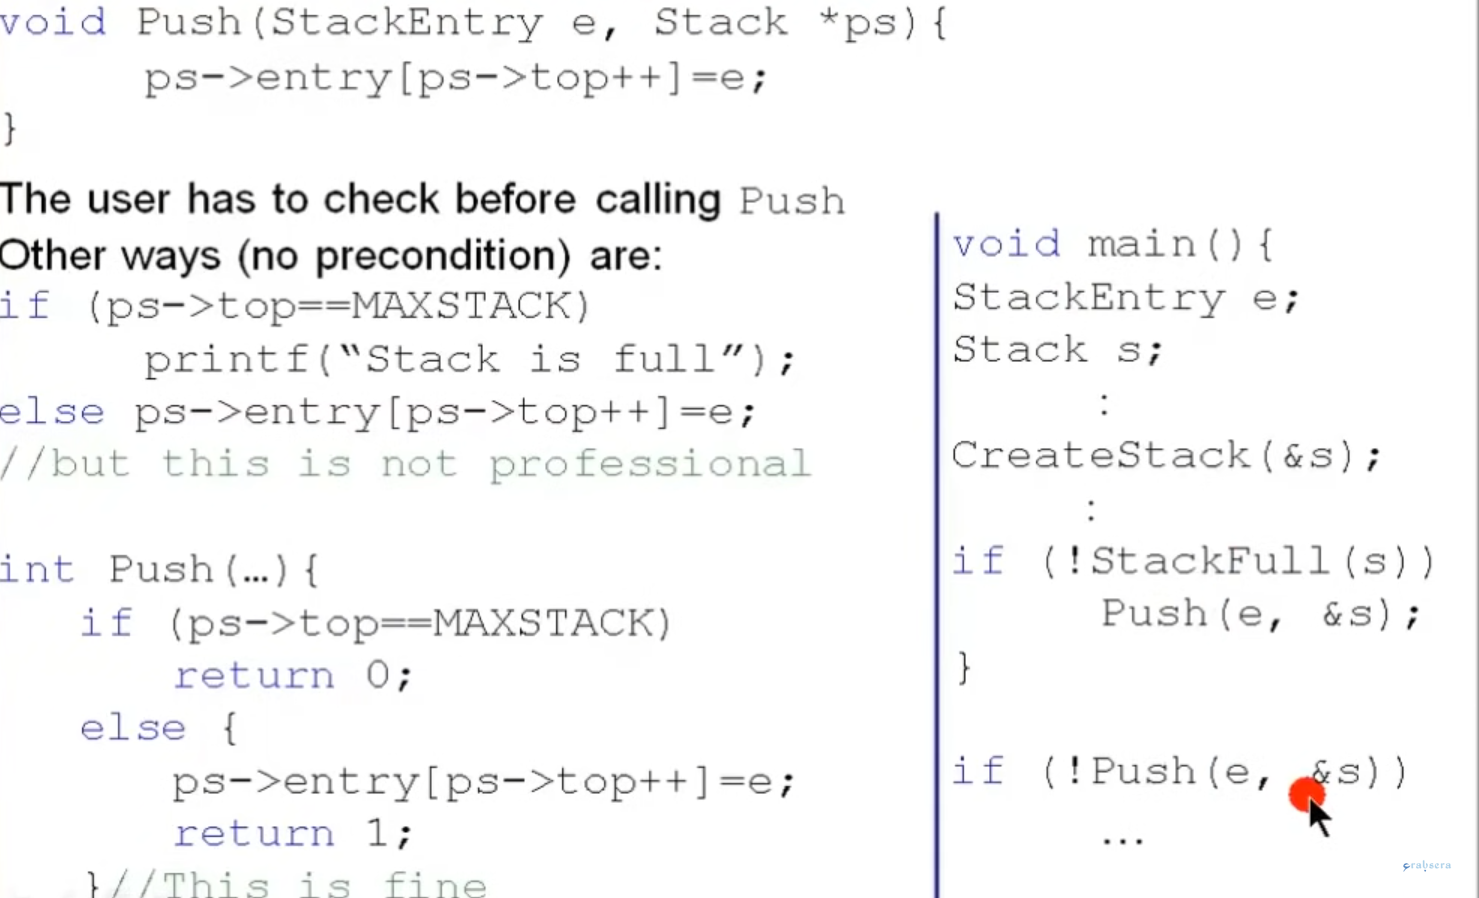 void Push(StackEntry e, Stack *ps){
ps->entry[ps->top++]=e;
}
The user has to check before calling Push
Other ways (no precondition) are:
if (ps->top==MAXSTACK)
printf(“Stack is full”);
else ps->entry[ps->top++]=e;
//but this is not professional
int Push(…){
if (ps->top==MAXSTACK)
return 0;
else {
ps->entry[ps->top++]=e;
return 1;
}//This is fine
void main(){
StackEntry e;
Stack s;
:
CreateStack(&s);
:
if (!StackFull(s))
Push(e, &s);
}
if (!Push(e, &s))
…